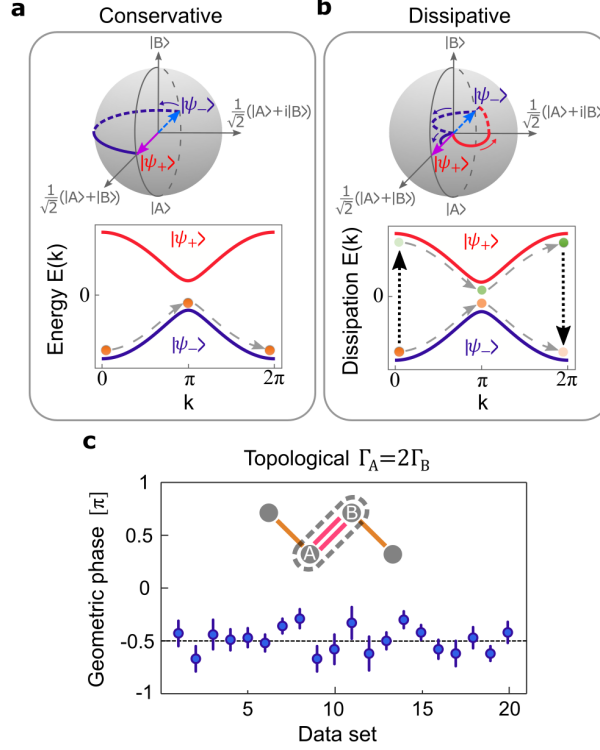 a
Conservative
|B⟩
|ψ₋⟩
1/√2(|A⟩+i|B⟩)
|ψ₊⟩
1/√2(|A⟩+|B⟩)
|A⟩
Energy E(k)
0
|ψ₊⟩
|ψ₋⟩
0 π 2π
k
b
Dissipative
|B⟩
|ψ₋⟩
1/√2(|A⟩+i|B⟩)
|ψ₊⟩
1/√2(|A⟩+|B⟩)
|A⟩
Dissipation E(k)
0
|ψ₊⟩
|ψ₋⟩
0 π 2π
k
c
Topological Γ_A=2Γ_B
Geometric phase [π]
1
0.5
0
-0.5
-1
A
B
5 10 15 20
Data set